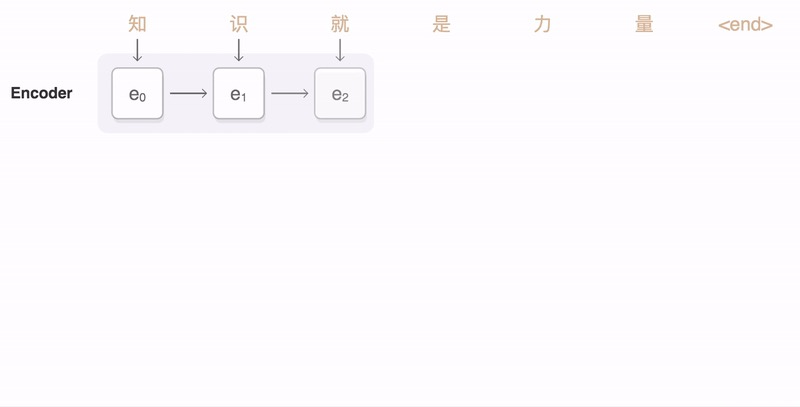 知 识 就 是 力 量 <end>
Encoder e₀ e₁ e₂